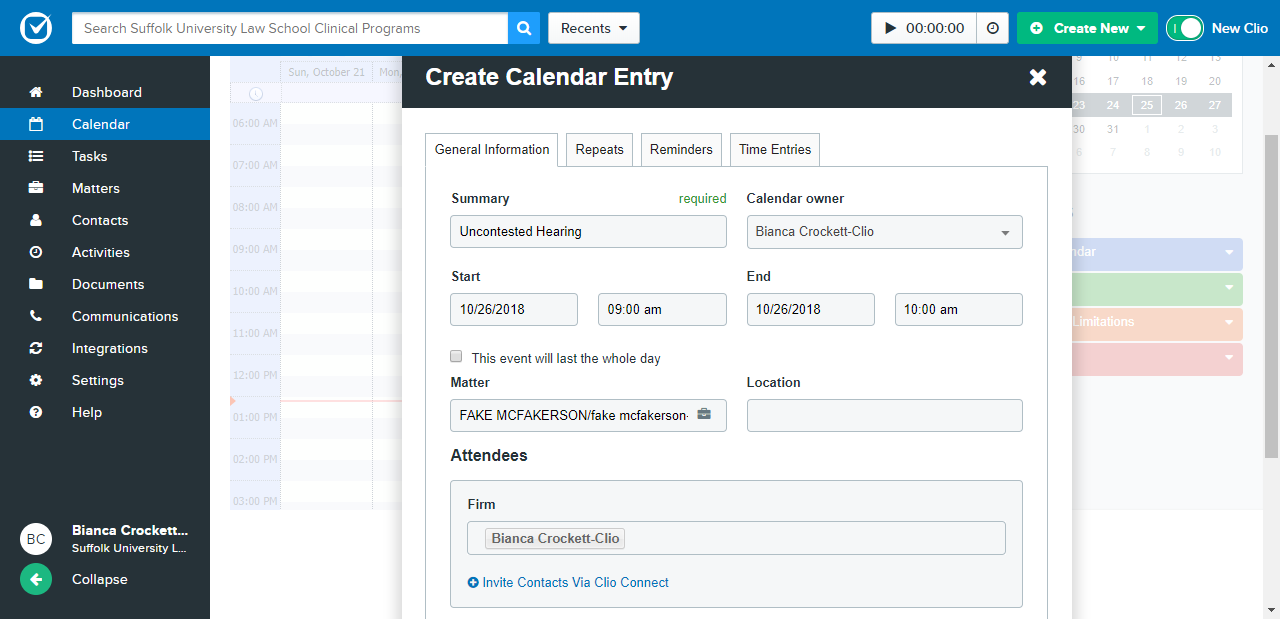 Search Suffolk University Law School Clinical Programs
Recents
00:00:00
Create New
New Clio
Dashboard
Calendar
Tasks
Matters
Contacts
Activities
Documents
Communications
Integrations
Settings
Help
BC
Bianca Crockett...
Suffolk University L...
Collapse
Sun, October 21
Mon,
06:00 AM
07:00 AM
08:00 AM
09:00 AM
10:00 AM
11:00 AM
12:00 PM
01:00 PM
02:00 PM
03:00 PM
Create Calendar Entry
General Information
Repeats
Reminders
Time Entries
Summary
required
Calendar owner
Uncontested Hearing
Bianca Crockett-Clio
Start
End
10/26/2018
09:00 am
10/26/2018
10:00 am
This event will last the whole day
Matter
Location
FAKE MCFAKERSON/fake mcfakerson-
Attendees
Firm
Bianca Crockett-Clio
Invite Contacts Via Clio Connect
9 10 11 12 13
16 17 18 19 20
23 24 25 26 27
30 31 1 2 3
6 7 8 9 10
ndar
Limitations